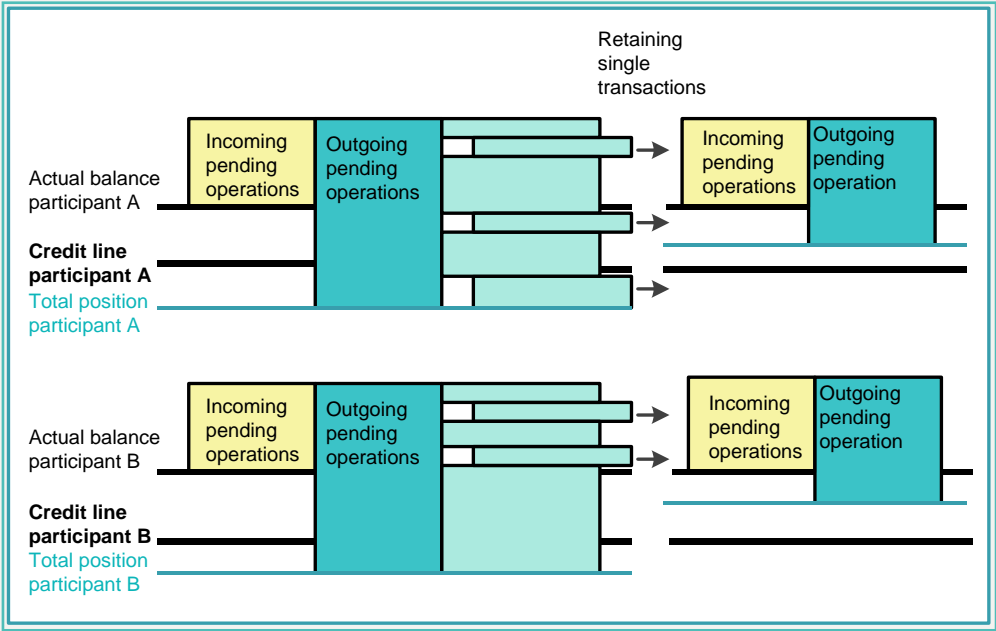 Retaining
single
transactions
Incoming
pending
operations
Outgoing
pending
operations
Incoming
pending
operations
Outgoing
pending
operation
Actual balance
participant A
Credit line
participant A
Total position
participant A
Incoming
pending
operations
Outgoing
pending
operations
Incoming
pending
operations
Outgoing
pending
operation
Actual balance
participant B
Credit line
participant B
Total position
participant B